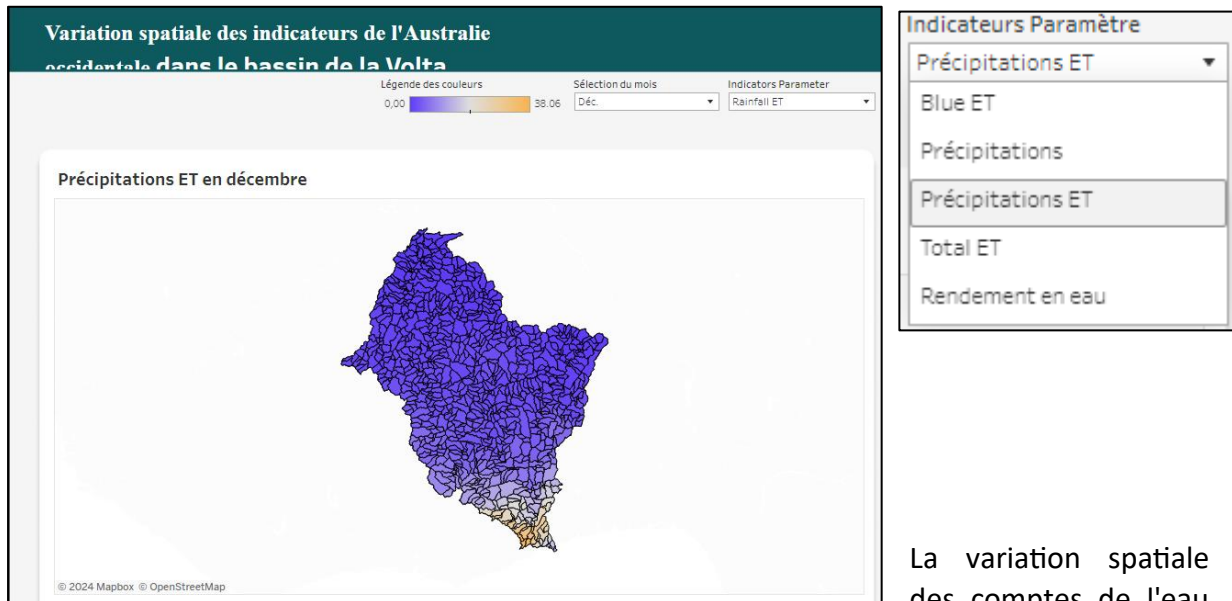 Variation spatiale des indicateurs de l'Australie
occidentale dans le bassin de la Volta
Légende des couleurs
0,00 38.06
Sélection du mois
Déc.
Indicators Parameter
Rainfall ET
Précipitations ET en décembre
© 2024 Mapbox © OpenStreetMap
Indicateurs Paramètre
Précipitations ET
Blue ET
Précipitations
Précipitations ET
Total ET
Rendement en eau
La variation spatiale
des comptes de l'eau